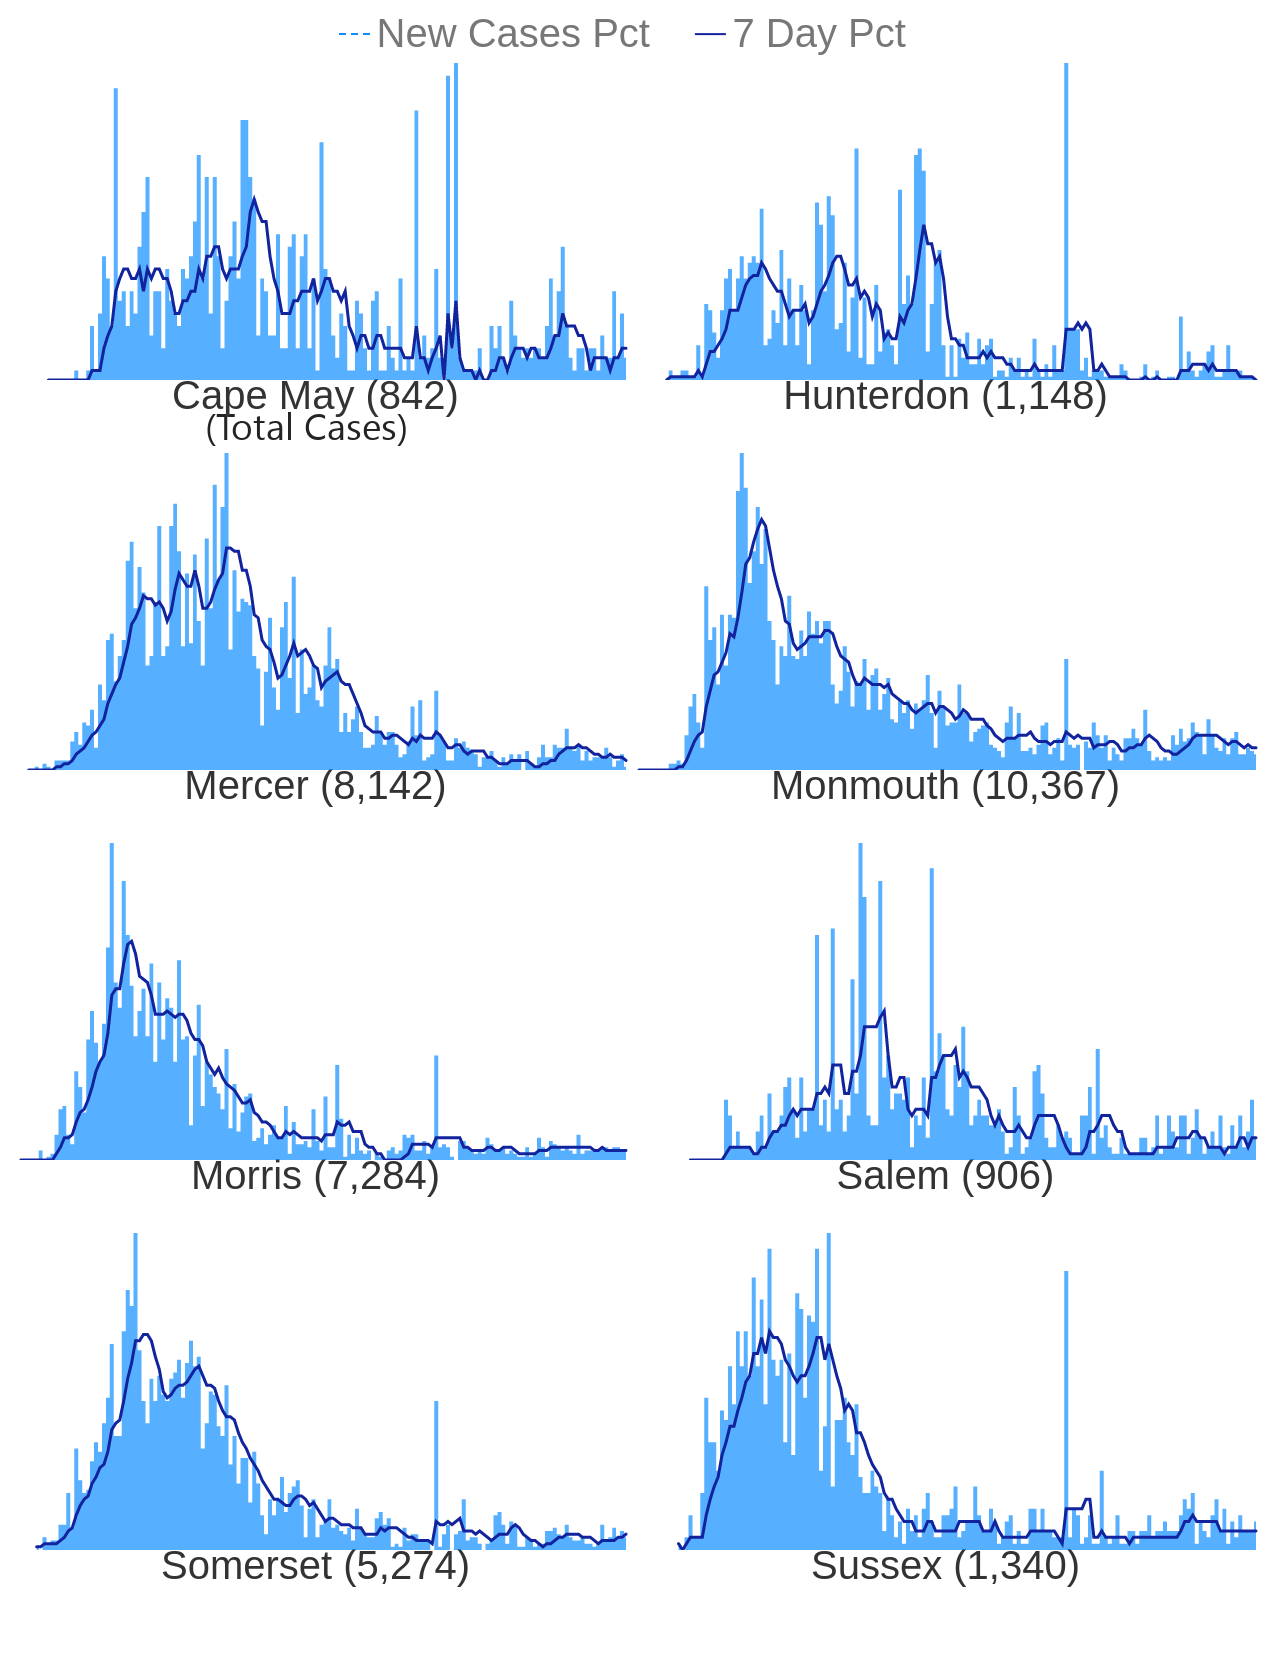 New Cases Pct 7 Day Pct
Cape May (842) Hunterdon (1,148)
(Total Cases)
Mercer (8,142) Monmouth (10,367)
Morris (7,284) Salem (906)
Somerset (5,274) Sussex (1,340)